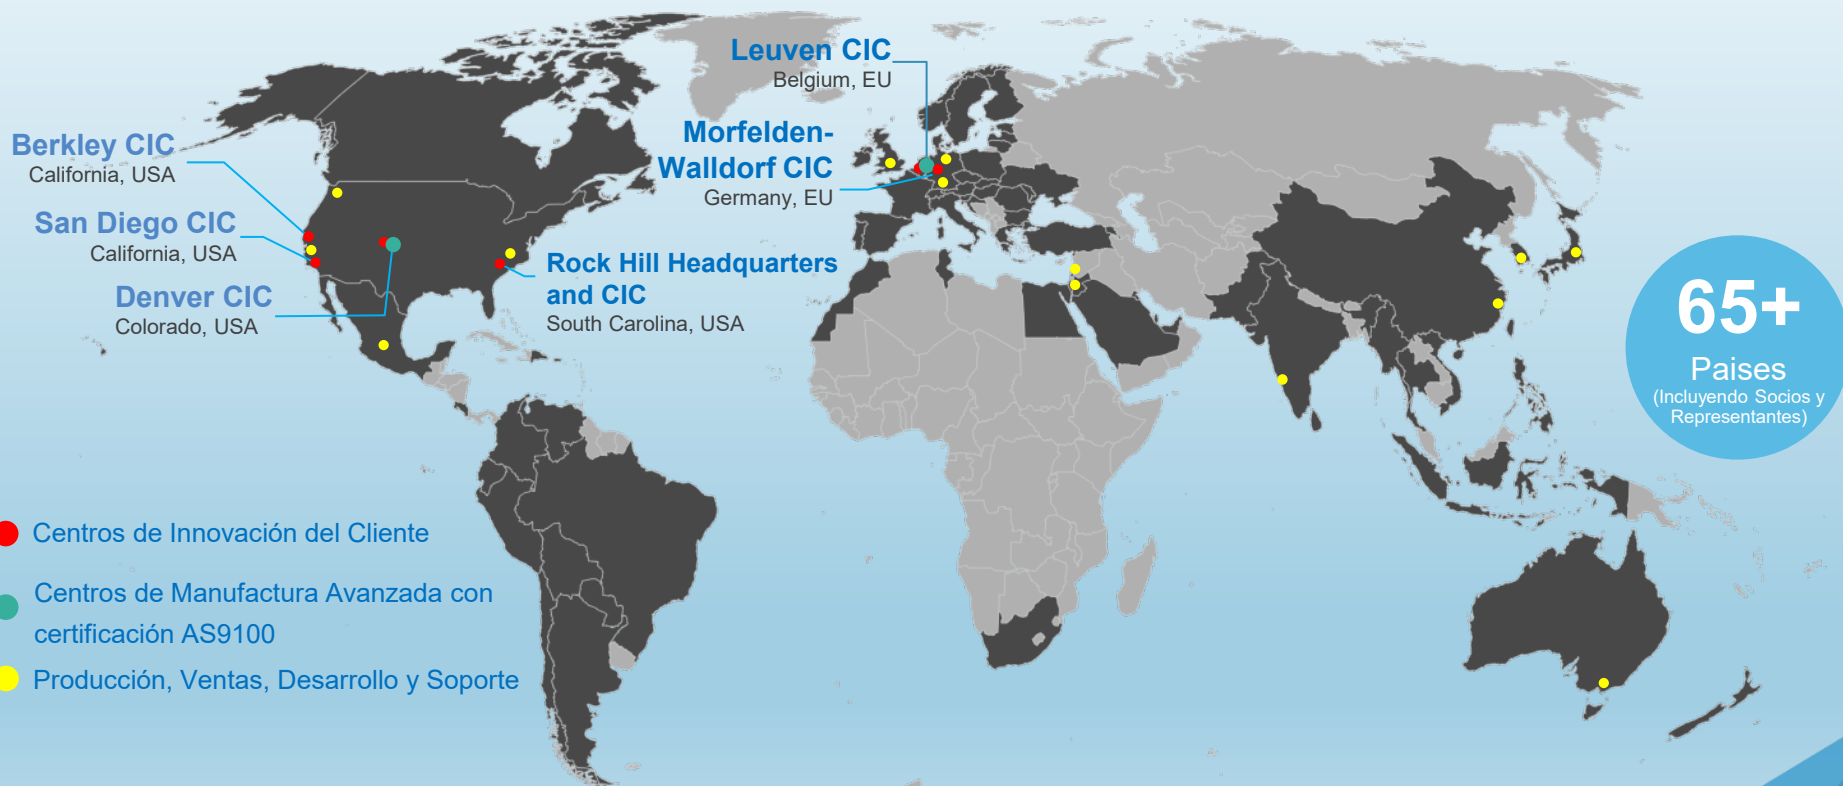 Leuven CIC
Belgium, EU
Morfelden-
Walldorf CIC
Germany, EU
Berkley CIC
California, USA
San Diego CIC
California, USA
Denver CIC
Colorado, USA
Rock Hill Headquarters
and CIC
South Carolina, USA
65+
Paises
(Incluyendo Socios y
Representantes)
Centros de Innovación del Cliente
Centros de Manufactura Avanzada con
certificación AS9100
Producción, Ventas, Desarrollo y Soporte